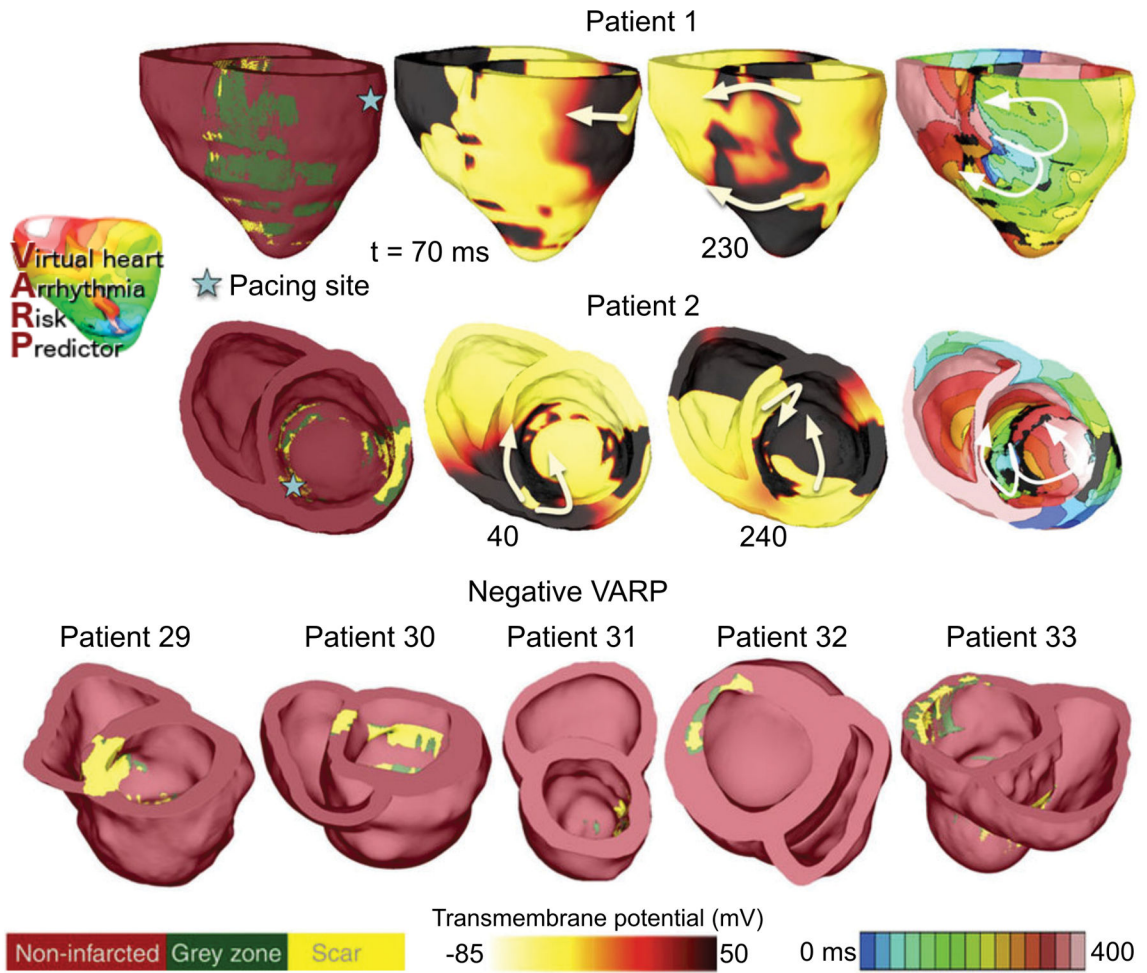 Patient 1
t = 70 ms
230
Virtual heart
Arrhythmia
Risk
Predictor
Pacing site
Patient 2
40
240
Negative VARP
Patient 29
Patient 30
Patient 31
Patient 32
Patient 33
Non-infarcted Grey zone Scar
Transmembrane potential (mV)
-85 50
0 ms 400